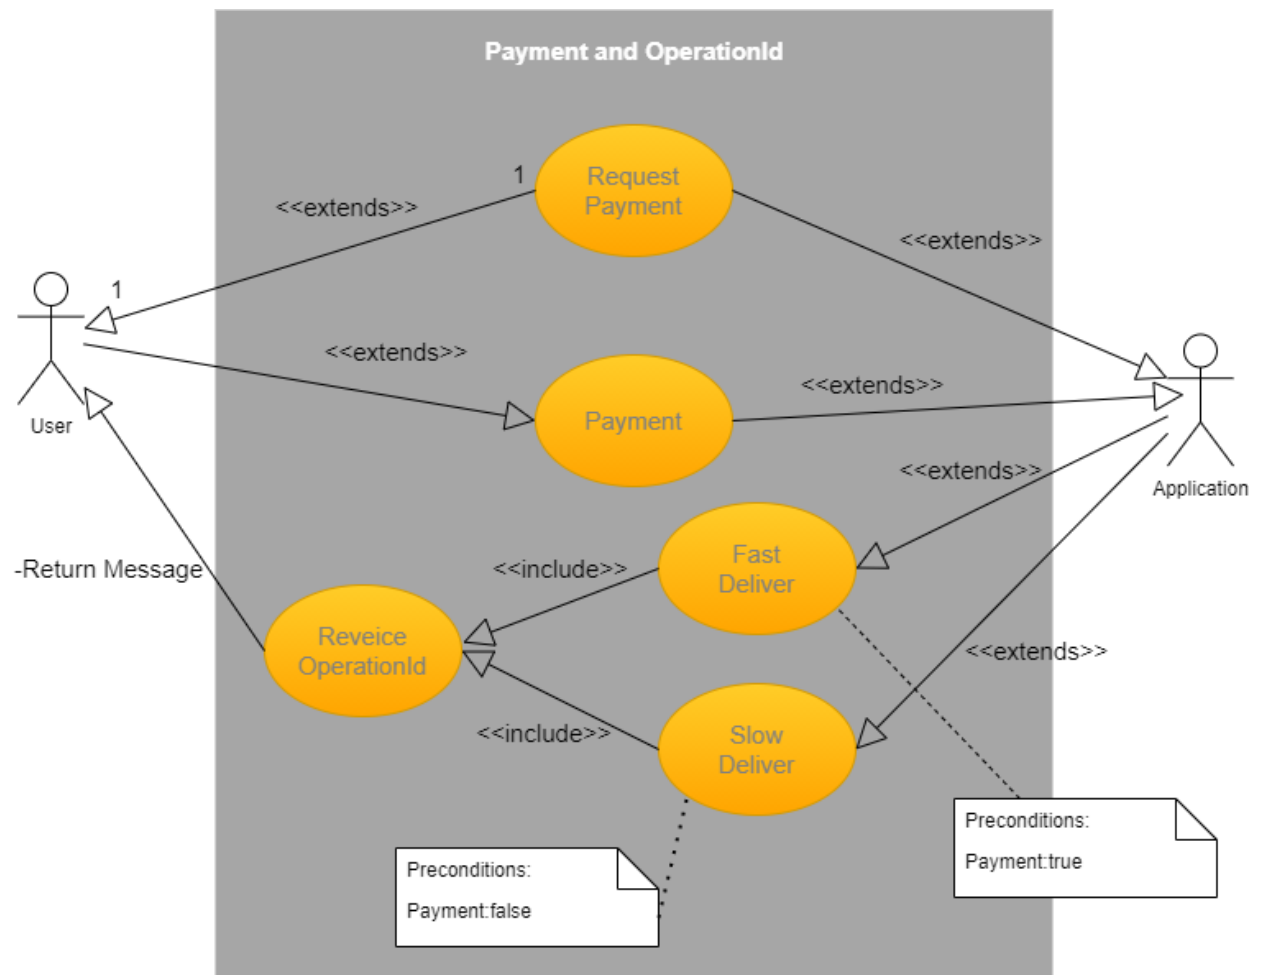 Payment and OperationId
Request
Payment
1
<<extends>>
<<extends>>
1
<<extends>>
<<extends>>
User
Payment
<<extends>>
Application
Fast
Deliver
<<include>>
-Return Message
Reveice
OperationId
<<extends>>
<<include>>
Slow
Deliver
Preconditions:
Payment:true
Preconditions:
Payment:false